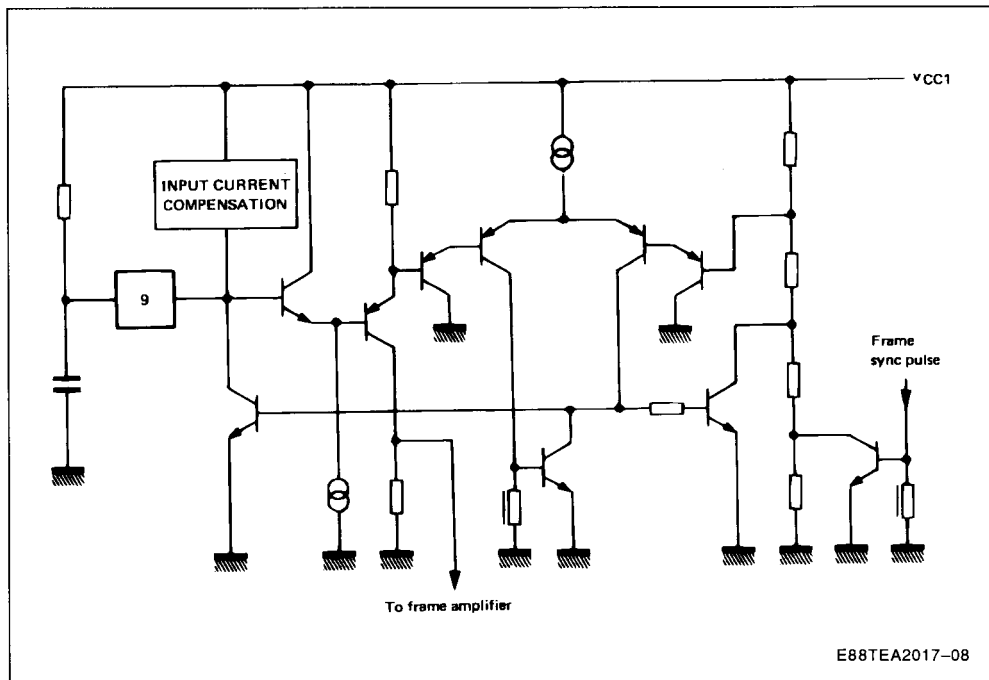 VCC1
INPUT CURRENT
COMPENSATION
9
Frame
sync pulse
To frame amplifier
E88TEA2017-08